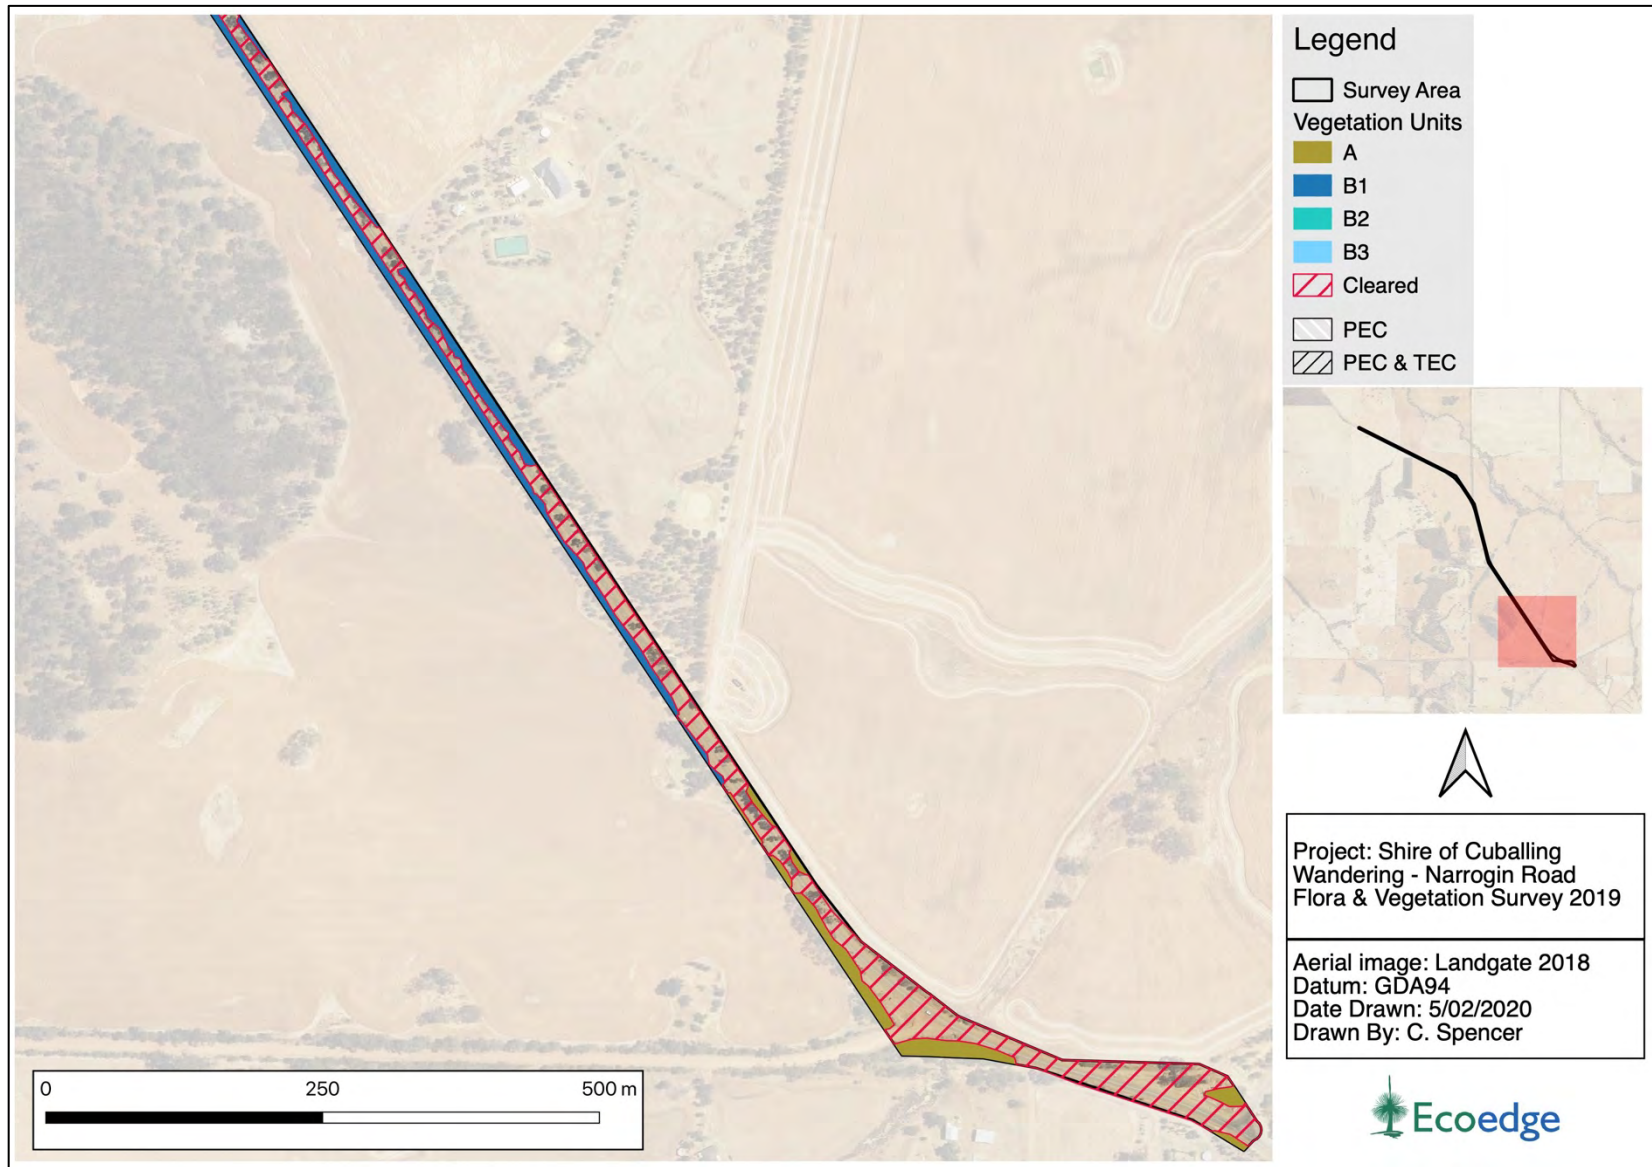 Legend
Survey Area
Vegetation Units
A
B1
B2
B3
Cleared
PEC
PEC & TEC
Project: Shire of Cuballing
Wandering - Narrogin Road
Flora & Vegetation Survey 2019
Aerial image: Landgate 2018
Datum: GDA94
Date Drawn: 5/02/2020
Drawn By: C. Spencer
Ecoedge
0 250 500 m